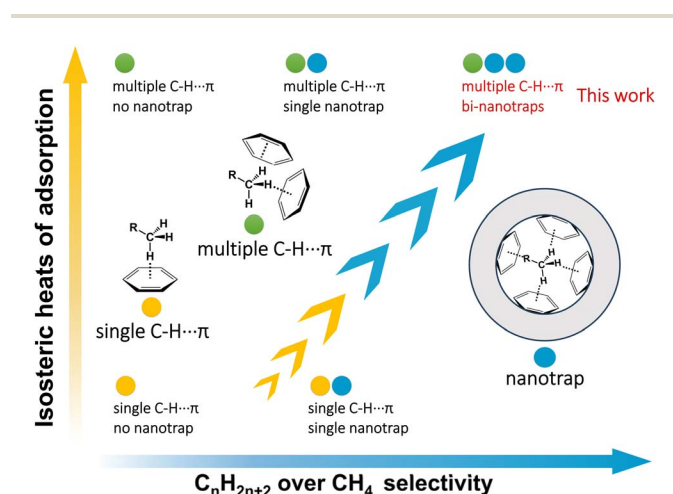 multiple C-H···π
no nanotrap
multiple C-H···π
single nanotrap
multiple C-H···π
bi-nanotraps
This work
Isosteric heats of adsorption
R
C
H
H
H
multiple C-H···π
R
C
H
H
H
single C-H···π
R
C
H
H
H
nanotrap
single C-H···π
no nanotrap
single C-H···π
single nanotrap
CₙH₂ₙ₊₂ over CH₄ selectivity